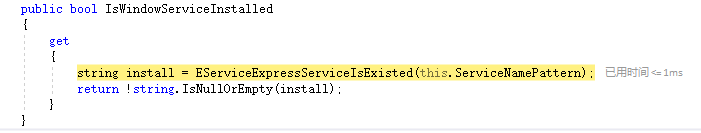 public bool IsWindowServiceInstalled
{
get
{
string install = EServiceExpressServiceIsExisted(this.ServiceNamePattern); 已用时间 <= 1ms
return !string.IsNullOrEmpty(install);
}
}